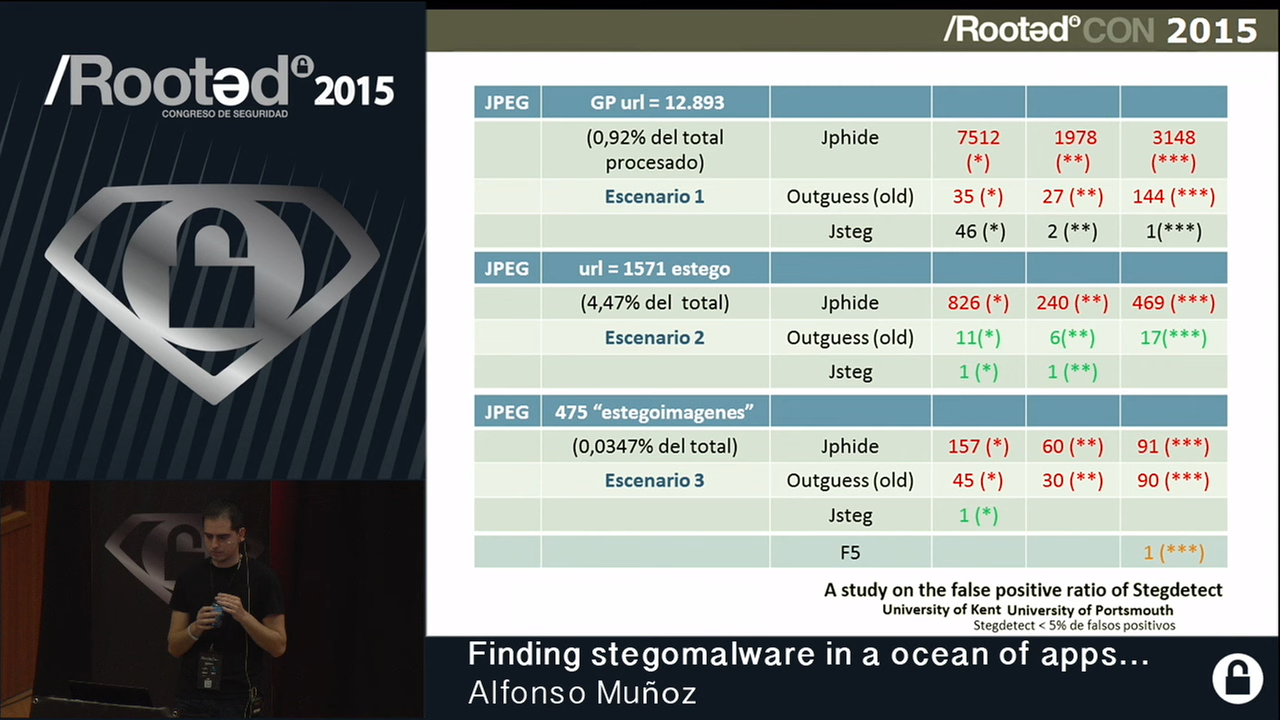 /Rootəd 2015
CONGRESO DE SEGURIDAD
/Rootəd CON 2015
JPEG GP url = 12.893
(0,92% del total procesado) Jphide 7512 (*) 1978 (**) 3148 (***)
Escenario 1 Outguess (old) 35 (*) 27 (**) 144 (***)
Jsteg 46 (*) 2 (**) 1(***)
JPEG url = 1571 estego
(4,47% del total) Jphide 826 (*) 240 (**) 469 (***)
Escenario 2 Outguess (old) 11(*) 6(**) 17(***)
Jsteg 1 (*) 1 (**)
JPEG 475 “estegoimagenes”
(0,0347% del total) Jphide 157 (*) 60 (**) 91 (***)
Escenario 3 Outguess (old) 45 (*) 30 (**) 90 (***)
Jsteg 1 (*)
F5 1 (***)
A study on the false positive ratio of Stegdetect
University of Kent University of Portsmouth
Stegdetect < 5% de falsos positivos
Finding stegomalware in a ocean of apps...
Alfonso Muñoz